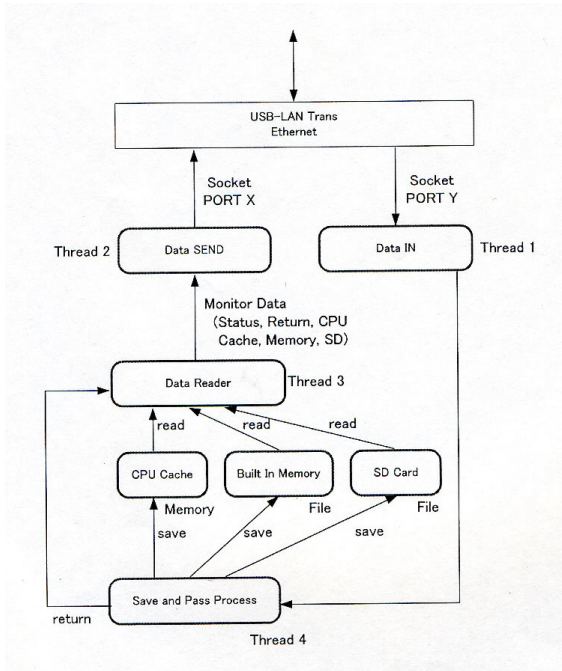 USB-LAN Trans
Ethernet
Socket
PORT X
Socket
PORT Y
Thread 2
Data SEND
Data IN
Thread 1
Monitor Data
(Status, Return, CPU
Cache, Memory, SD)
Data Reader
Thread 3
read
read
read
CPU Cache
Built In Memory
SD Card
Memory
File
File
save
save
save
Save and Pass Process
return
Thread 4